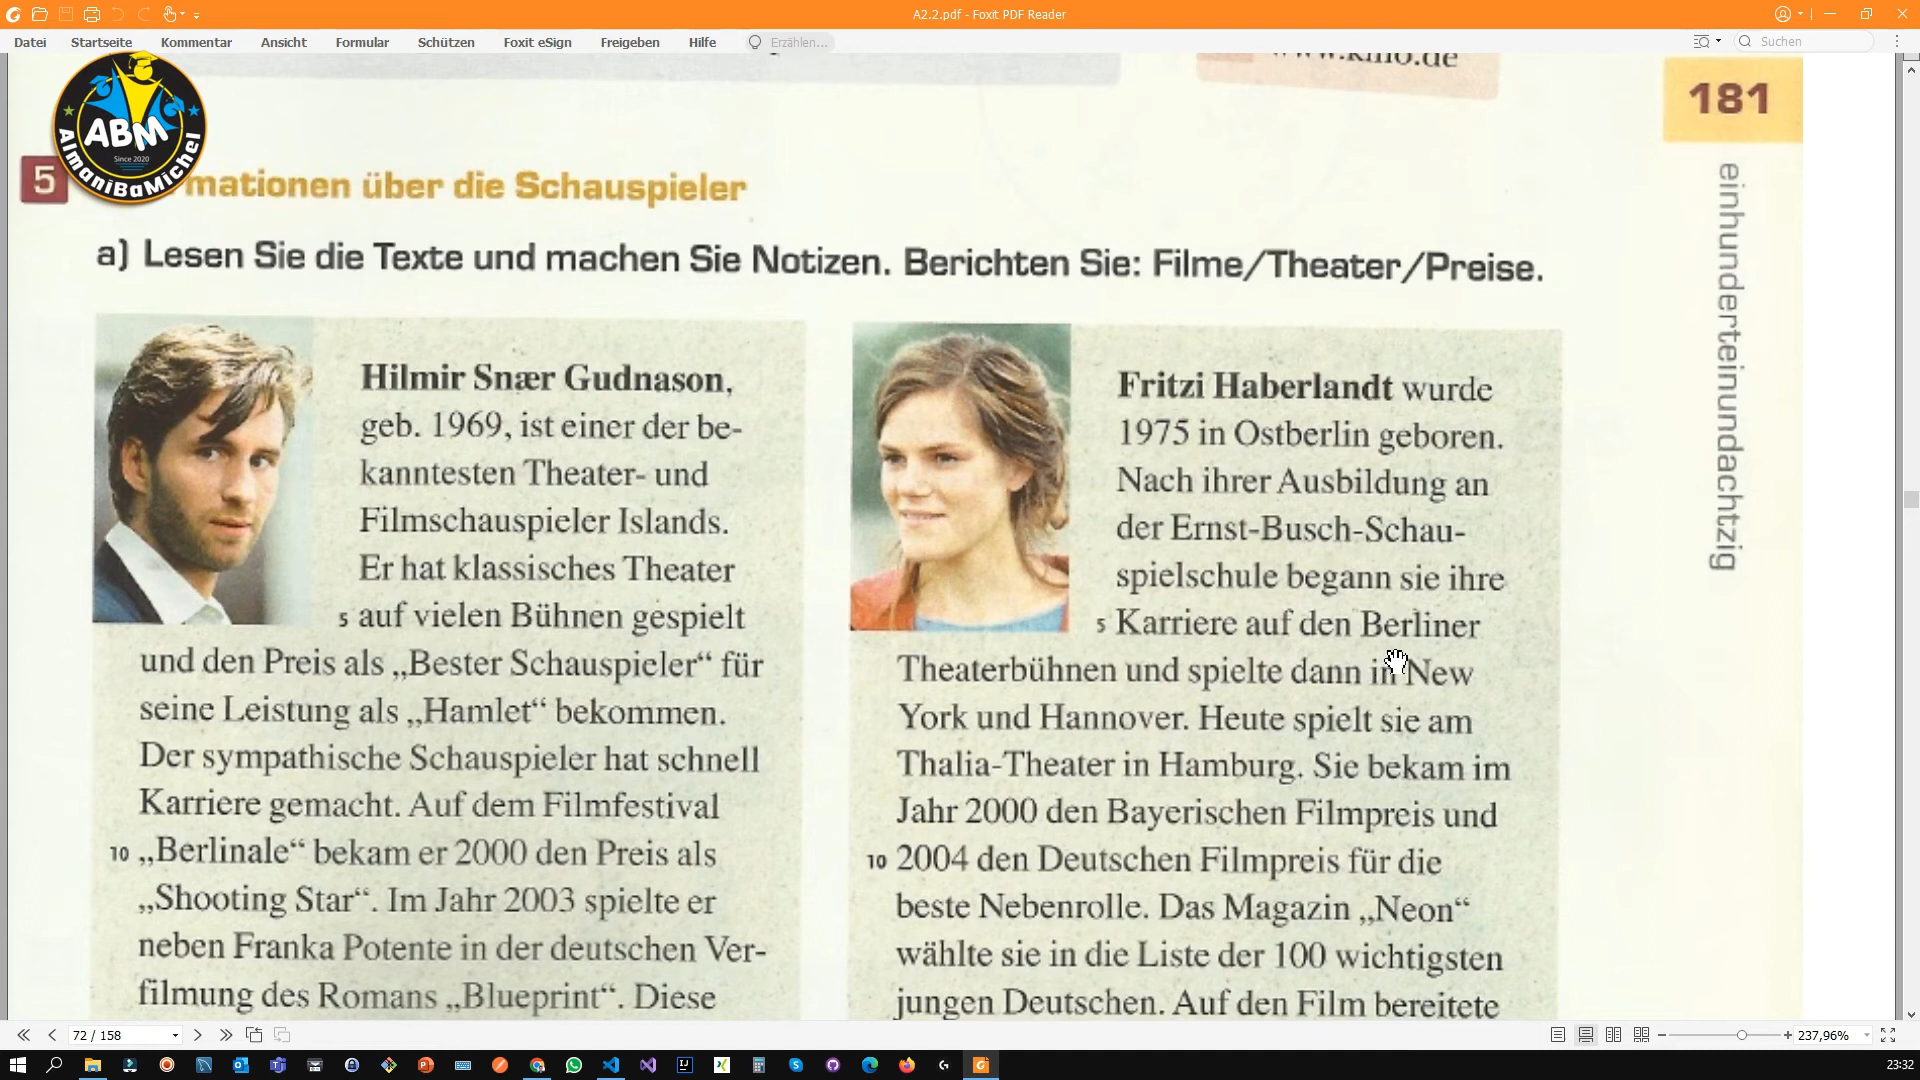 A2.2.pdf - Foxit PDF Reader
Datei Startseite Kommentar Ansicht Formular Schützen Foxit eSign Freigeben Hilfe Erzählen... Suchen
www.kino.de
181
einhunderteinundachtzig
ABM
Since 2020
AlmaniBaMichel
5 mationen über die Schauspieler
a) Lesen Sie die Texte und machen Sie Notizen. Berichten Sie: Filme/Theater/Preise.
Hilmir Snær Gudnason,
geb. 1969, ist einer der be-
kanntesten Theater- und
Filmschauspieler Islands.
Er hat klassisches Theater
5 auf vielen Bühnen gespielt
und den Preis als „Bester Schauspieler“ für
seine Leistung als „Hamlet“ bekommen.
Der sympathische Schauspieler hat schnell
Karriere gemacht. Auf dem Filmfestival
10 „Berlinale“ bekam er 2000 den Preis als
„Shooting Star“. Im Jahr 2003 spielte er
neben Franka Potente in der deutschen Ver-
filmung des Romans „Blueprint“. Diese
Fritzi Haberlandt wurde
1975 in Ostberlin geboren.
Nach ihrer Ausbildung an
der Ernst-Busch-Schau-
spielschule begann sie ihre
5 Karriere auf den Berliner
Theaterbühnen und spielte dann in New
York und Hannover. Heute spielt sie am
Thalia-Theater in Hamburg. Sie bekam im
Jahr 2000 den Bayerischen Filmpreis und
10 2004 den Deutschen Filmpreis für die
beste Nebenrolle. Das Magazin „Neon“
wählte sie in die Liste der 100 wichtigsten
jungen Deutschen. Auf den Film bereitete
72 / 158
237,96%
23:32